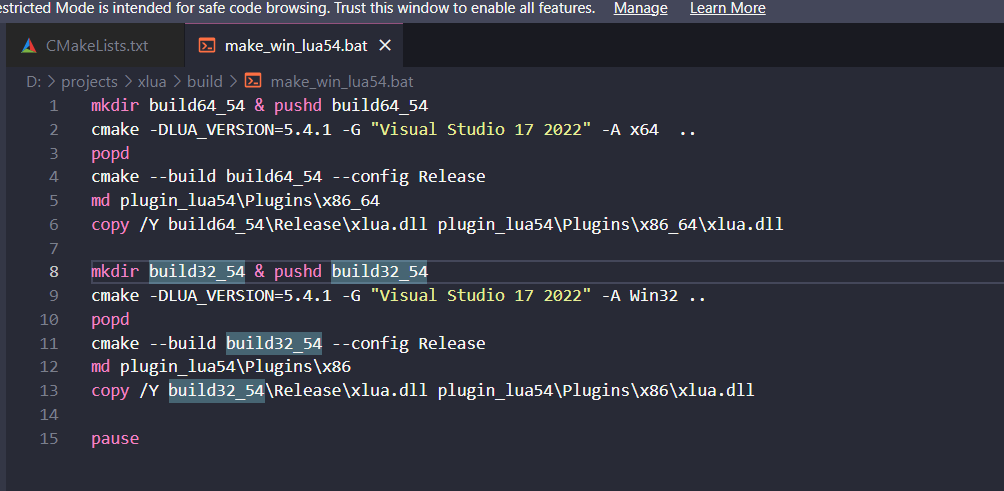 estricted Mode is intended for safe code browsing. Trust this window to enable all features. Manage Learn More
CMakeLists.txt make_win_lua54.bat
D: > projects > xlua > build > make_win_lua54.bat
1 mkdir build64_54 & pushd build64_54
2 cmake -DLUA_VERSION=5.4.1 -G "Visual Studio 17 2022" -A x64  ..
3 popd
4 cmake --build build64_54 --config Release
5 md plugin_lua54\Plugins\x86_64
6 copy /Y build64_54\Release\xlua.dll plugin_lua54\Plugins\x86_64\xlua.dll
7
8 mkdir build32_54 & pushd build32_54
9 cmake -DLUA_VERSION=5.4.1 -G "Visual Studio 17 2022" -A Win32 ..
10 popd
11 cmake --build build32_54 --config Release
12 md plugin_lua54\Plugins\x86
13 copy /Y build32_54\Release\xlua.dll plugin_lua54\Plugins\x86\xlua.dll
14
15 pause